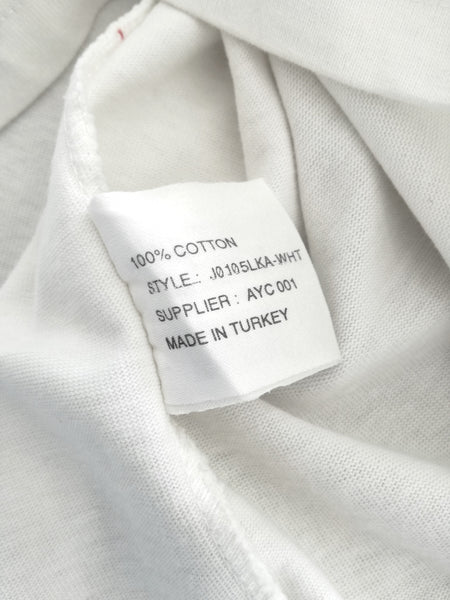 100% COTTON
STYLE.: J0105LKA-WHT
SUPPLIER : AYC 001
MADE IN TURKEY